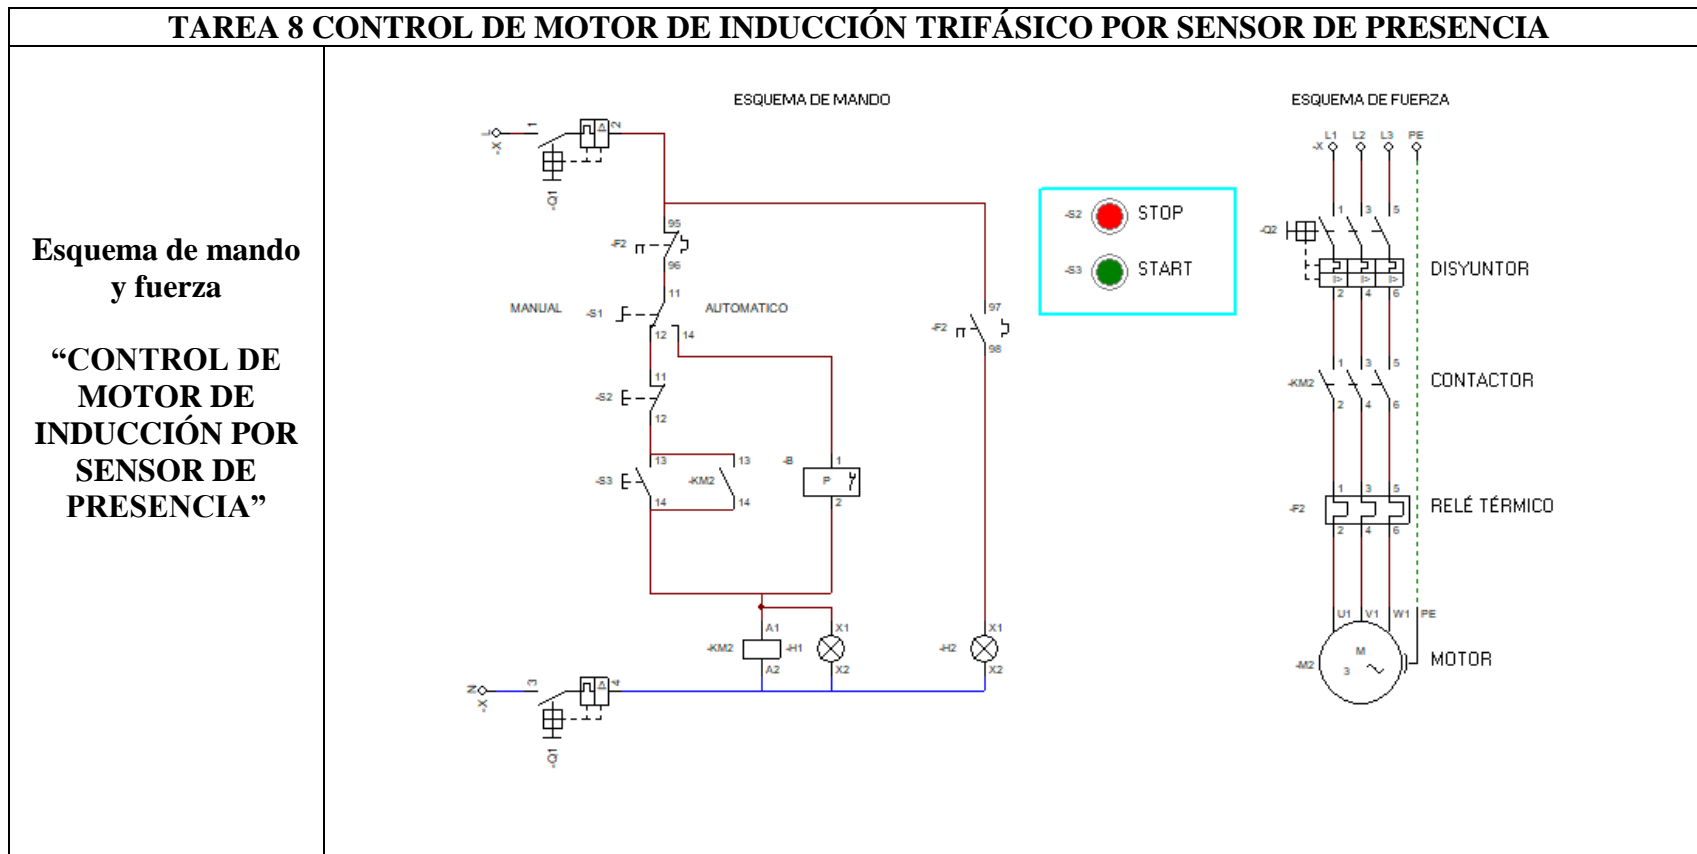 TAREA 8 CONTROL DE MOTOR DE INDUCCIÓN TRIFÁSICO POR SENSOR DE PRESENCIA
Esquema de mando
y fuerza
“CONTROL DE
MOTOR DE
INDUCCIÓN POR
SENSOR DE
PRESENCIA”
ESQUEMA DE MANDO
L
-X
1
2
-Q1
95
-F2
96
11
MANUAL
-S1
AUTOMATICO
12
14
11
-S2
12
13
-S3
14
13
-KM2
14
-B
1
P
2
97
-F2
98
A1
-KM2
A2
X1
-H1
X2
X1
-H2
X2
N
-X
3
4
-Q1
-S2
STOP
-S3
START
ESQUEMA DE FUERZA
L1 L2 L3 PE
-X
1 3 5
-Q2
I> I> I>
DISYUNTOR
2 4 6
1 3 5
-KM2
CONTACTOR
2 4 6
1 3 5
-F2
RELÉ TÉRMICO
2 4 6
U1 V1 W1 PE
-M2
M
3
MOTOR